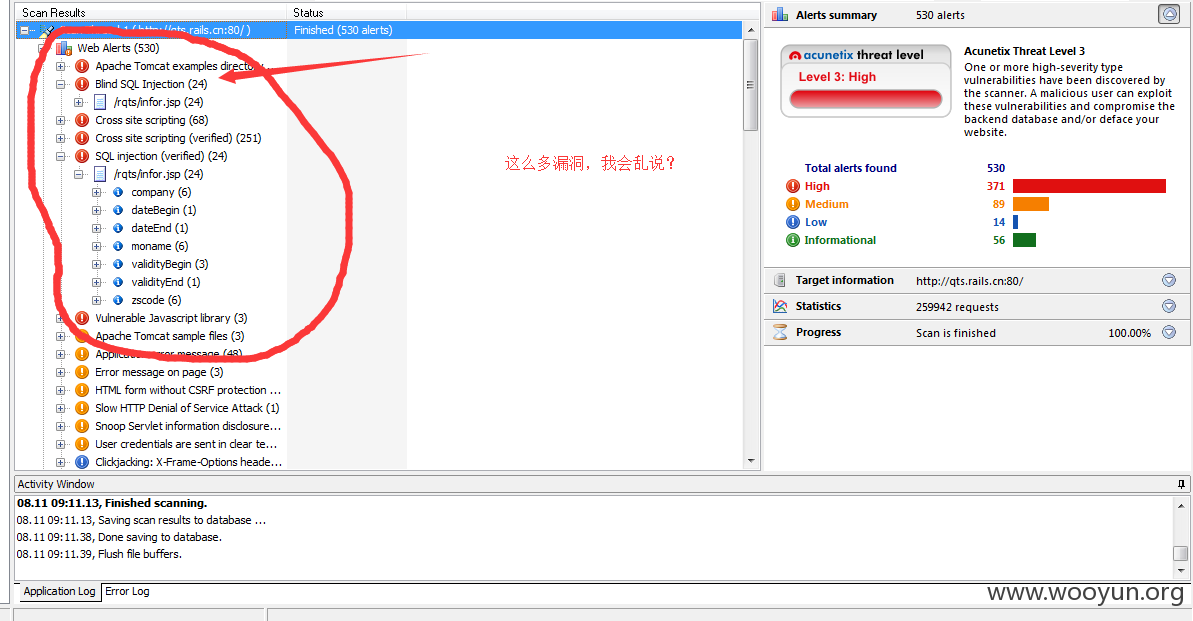 Scan Results Status
( http://qts.rails.cn:80/ ) Finished (530 alerts)
Web Alerts (530)
Apache Tomcat examples directory ...
Blind SQL Injection (24)
/rqts/infor.jsp (24)
Cross site scripting (68)
Cross site scripting (verified) (251)
SQL injection (verified) (24)
/rqts/infor.jsp (24)
company (6)
dateBegin (1)
dateEnd (1)
moname (6)
validityBegin (3)
validityEnd (1)
zscode (6)
Vulnerable Javascript library (3)
Apache Tomcat sample files (3)
Application error message (48)
Error message on page (3)
HTML form without CSRF protection ...
Slow HTTP Denial of Service Attack (1)
Snoop Servlet information disclosure...
User credentials are sent in clear te...
Clickjacking: X-Frame-Options heade...
这么多漏洞，我会乱说？
Alerts summary 530 alerts
acunetix threat level
Level 3: High
Acunetix Threat Level 3
One or more high-severity type
vulnerabilities have been discovered by
the scanner. A malicious user can exploit
these vulnerabilities and compromise the
backend database and/or deface your
website.
Total alerts found 530
High 371
Medium 89
Low 14
Informational 56
Target information http://qts.rails.cn:80/
Statistics 259942 requests
Progress Scan is finished 100.00%
Activity Window
08.11 09:11.13, Finished scanning.
08.11 09:11.13, Saving scan results to database ...
08.11 09:11.38, Done saving to database.
08.11 09:11.39, Flush file buffers.
Application Log Error Log
www.wooyun.org